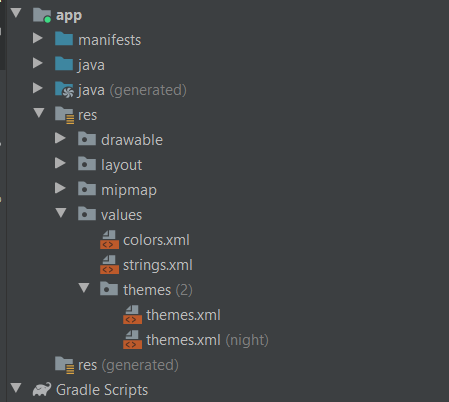 app
manifests
java
java (generated)
res
drawable
layout
mipmap
values
colors.xml
strings.xml
themes (2)
themes.xml
themes.xml (night)
res (generated)
Gradle Scripts